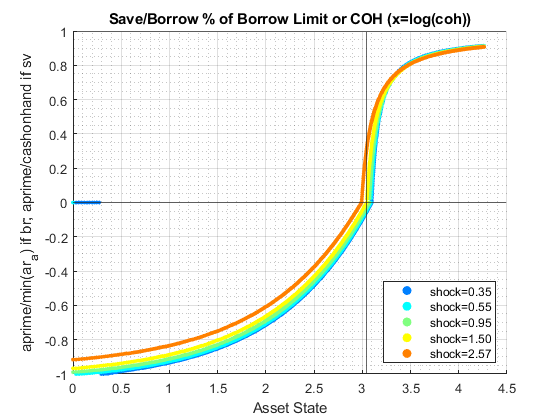 Save/Borrow % of Borrow Limit or COH (x=log(coh))
aprime/min(ar_a) if br; aprime/cashonhand if sv
1
0.8
0.6
0.4
0.2
0
-0.2
-0.4
-0.6
-0.8
-1
0 0.5 1 1.5 2 2.5 3 3.5 4 4.5
Asset State
shock=0.35
shock=0.55
shock=0.95
shock=1.50
shock=2.57